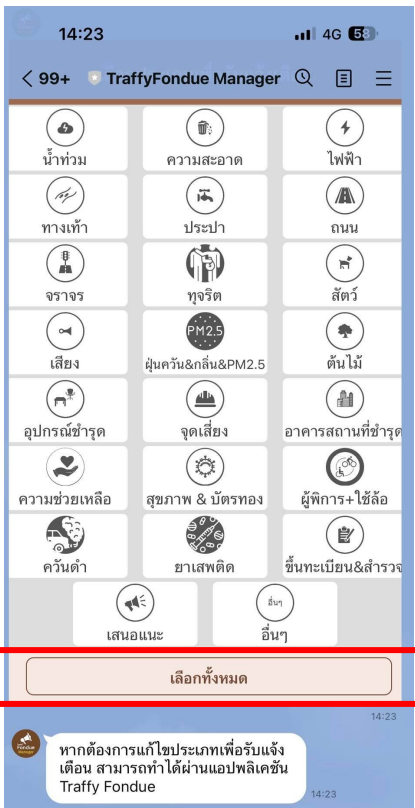 14:23
4G 58
99+ TraffyFondue Manager
น้ำท่วม ความสะอาด ไฟฟ้า
ทางเท้า ประปา ถนน
จราจร ทุจริต สัตว์
PM2.5
เสียง ฝุ่นควัน&กลิ่น&PM2.5 ต้นไม้
อุปกรณ์ชำรุด จุดเสี่ยง อาคารสถานที่ชำรุด
ความช่วยเหลือ สุขภาพ & บัตรทอง ผู้พิการ+ใช้ล้อ
ควันดำ ยาเสพติด ขึ้นทะเบียน&สำรวจ
อื่นๆ
เสนอแนะ อื่นๆ
เลือกทั้งหมด
14:23
Fondue
Manager
หากต้องการแก้ไขประเภทเพื่อรับแจ้ง
เตือน สามารถทำได้ผ่านแอปพลิเคชัน
Traffy Fondue
14:23